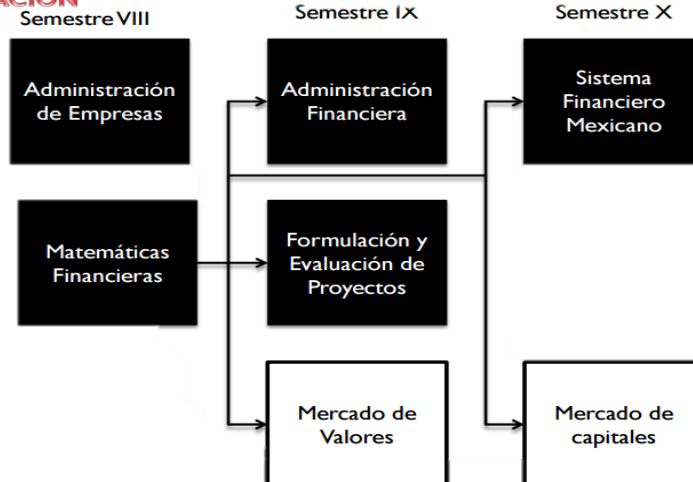 Semestre VIII
Semestre IX
Semestre X
Administración
de Empresas
Administración
Financiera
Sistema
Financiero
Mexicano
Matemáticas
Financieras
Formulación y
Evaluación de
Proyectos
Mercado de
Valores
Mercado de
capitales